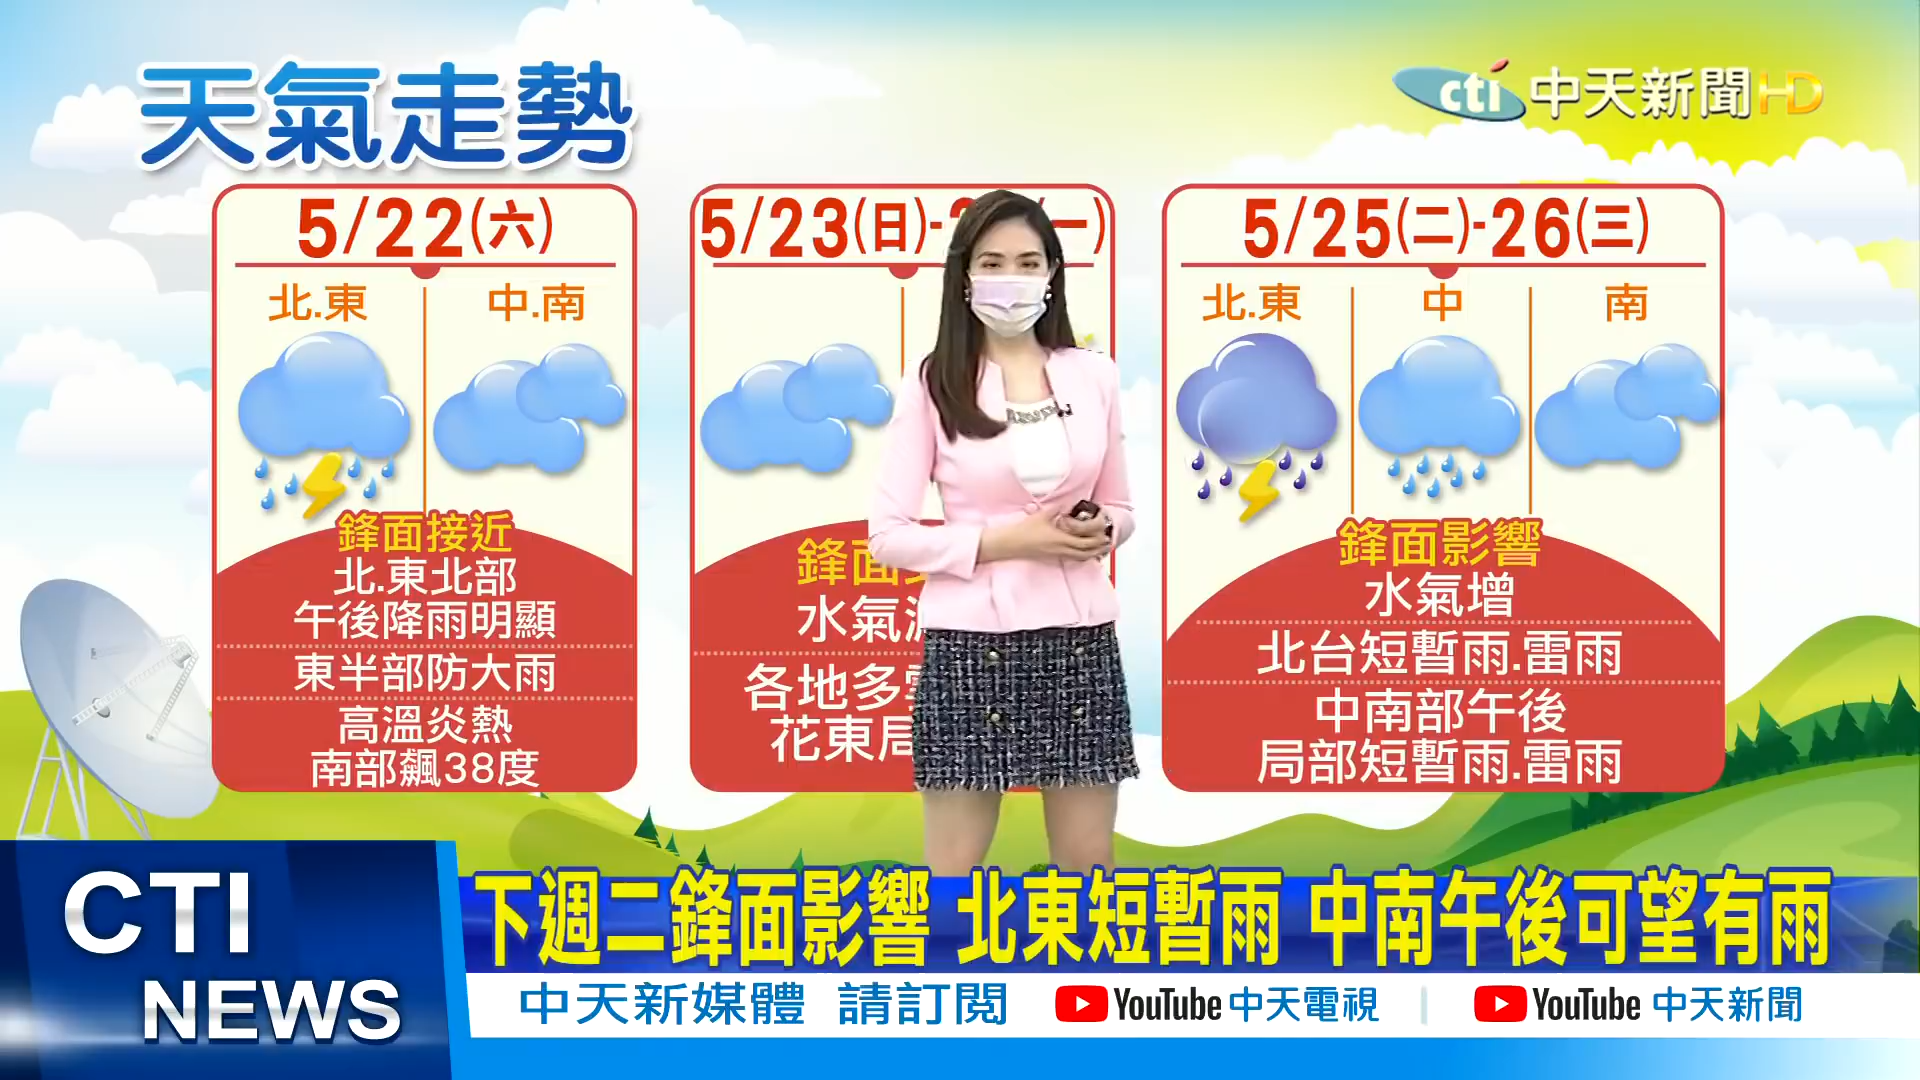 天氣走勢
cti 中天新聞HD
5/22(六)
北.東
中.南
鋒面接近
北.東北部
午後降雨明顯
東半部防大雨
高溫炎熱
南部飆38度
5/23(日)-
一)
鋒面
水氣
各地多
花東局
5/25(二)-26(三)
北.東
中
南
鋒面影響
水氣增
北台短暫雨.雷雨
中南部午後
局部短暫雨.雷雨
CTI
NEWS
下週二鋒面影響 北東短暫雨 中南午後可望有雨
中天新媒體 請訂閱 YouTube 中天電視 | YouTube 中天新聞